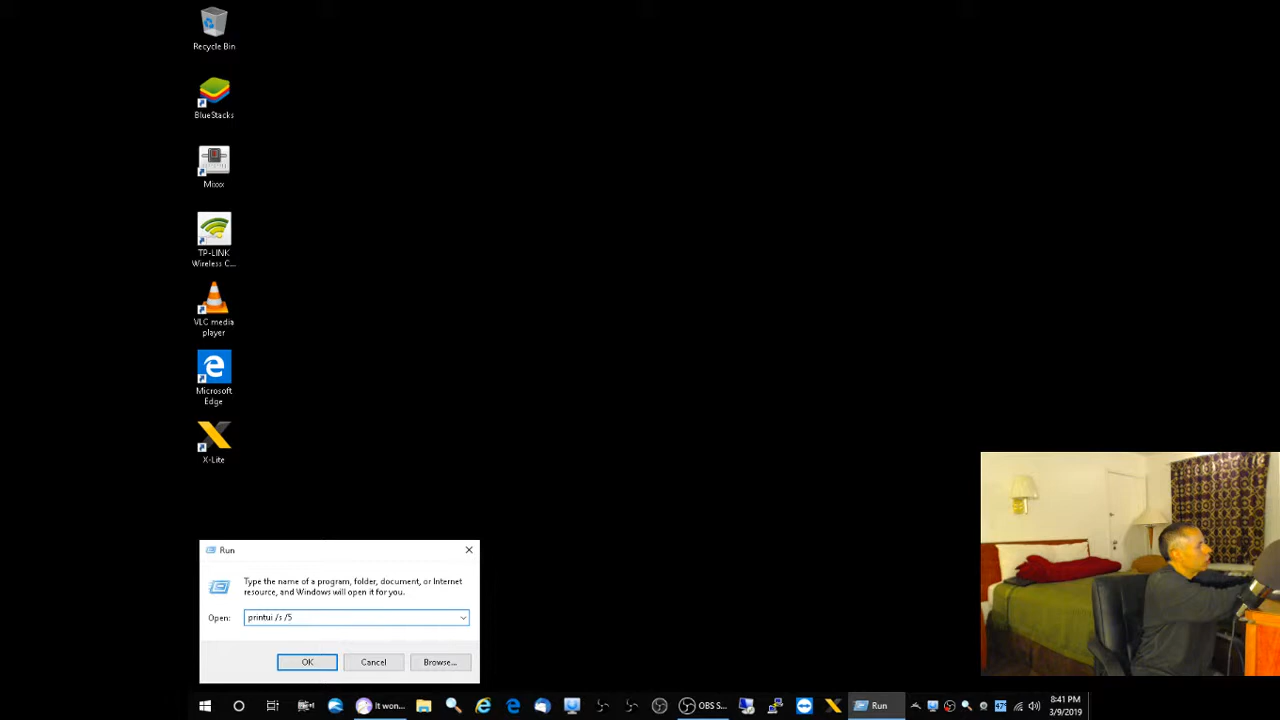 Recycle Bin
BlueStacks
Mixxx
TP-LINK
Wireless C...
VLC media
player
Microsoft
Edge
X-Lite
Run
Type the name of a program, folder, document, or Internet
resource, and Windows will open it for you.
Open: printui /s /5
OK Cancel Browse...
It won... OBS S... Run 8:41 PM
3/9/2019